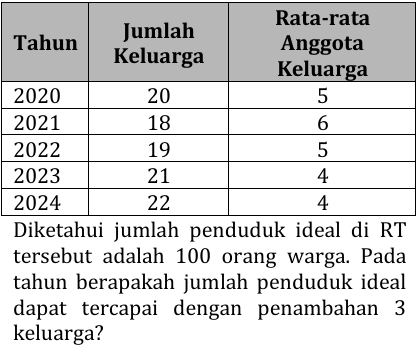 Tahun Jumlah Keluarga Rata-rata Anggota Keluarga
2020 20 5
2021 18 6
2022 19 5
2023 21 4
2024 22 4
Diketahui jumlah penduduk ideal di RT
tersebut adalah 100 orang warga. Pada
tahun berapakah jumlah penduduk ideal
dapat tercapai dengan penambahan 3
keluarga?